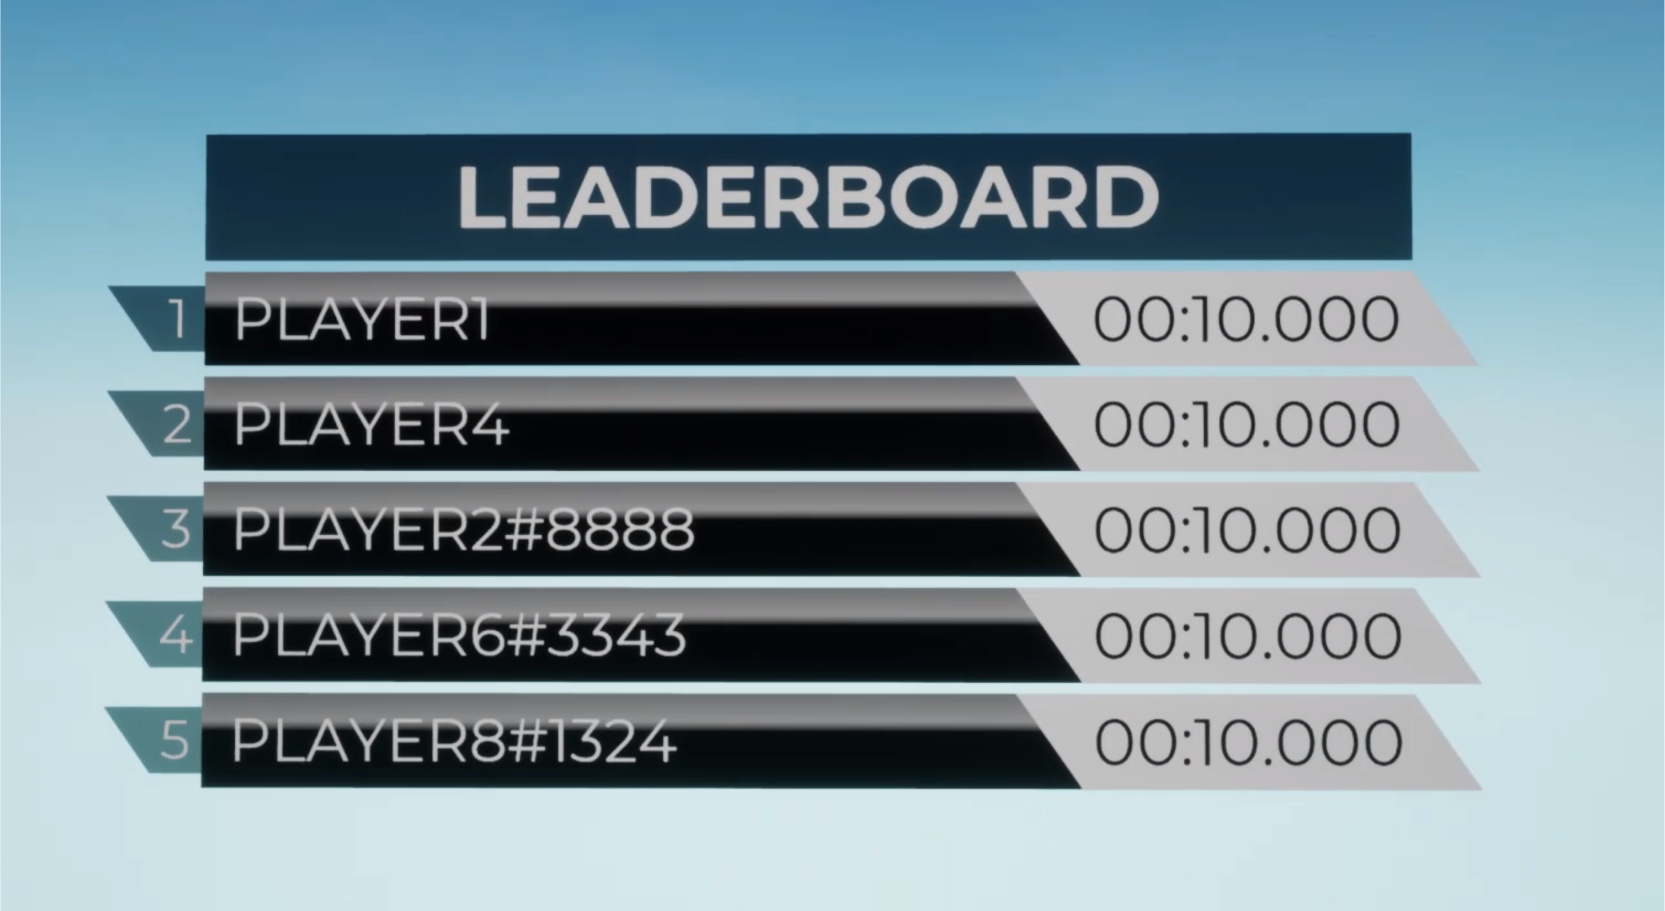 LEADERBOARD
1 PLAYER1 00:10.000
2 PLAYER4 00:10.000
3 PLAYER2#8888 00:10.000
4 PLAYER6#3343 00:10.000
5 PLAYER8#1324 00:10.000